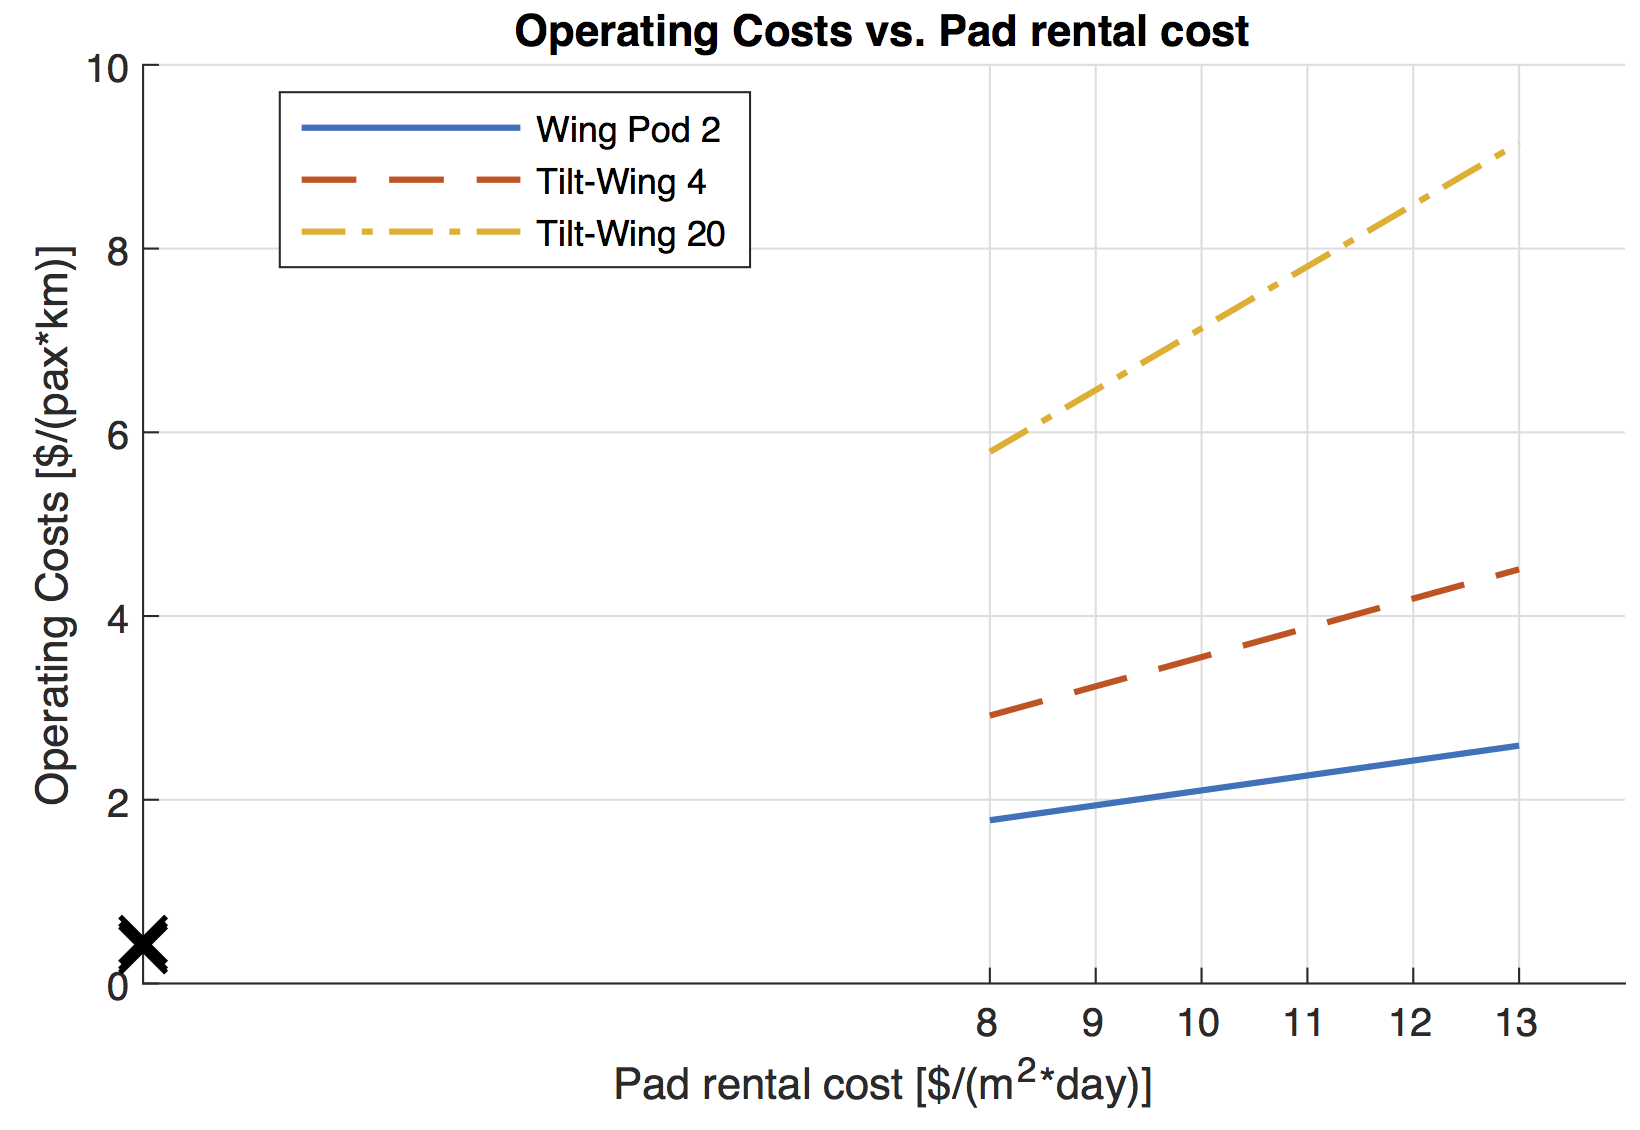 Operating Costs vs. Pad rental cost
Wing Pod 2
Tilt-Wing 4
Tilt-Wing 20
Operating Costs [$/(pax*km)]
10
8
6
4
2
0
8 9 10 11 12 13
Pad rental cost [$/(m²*day)]